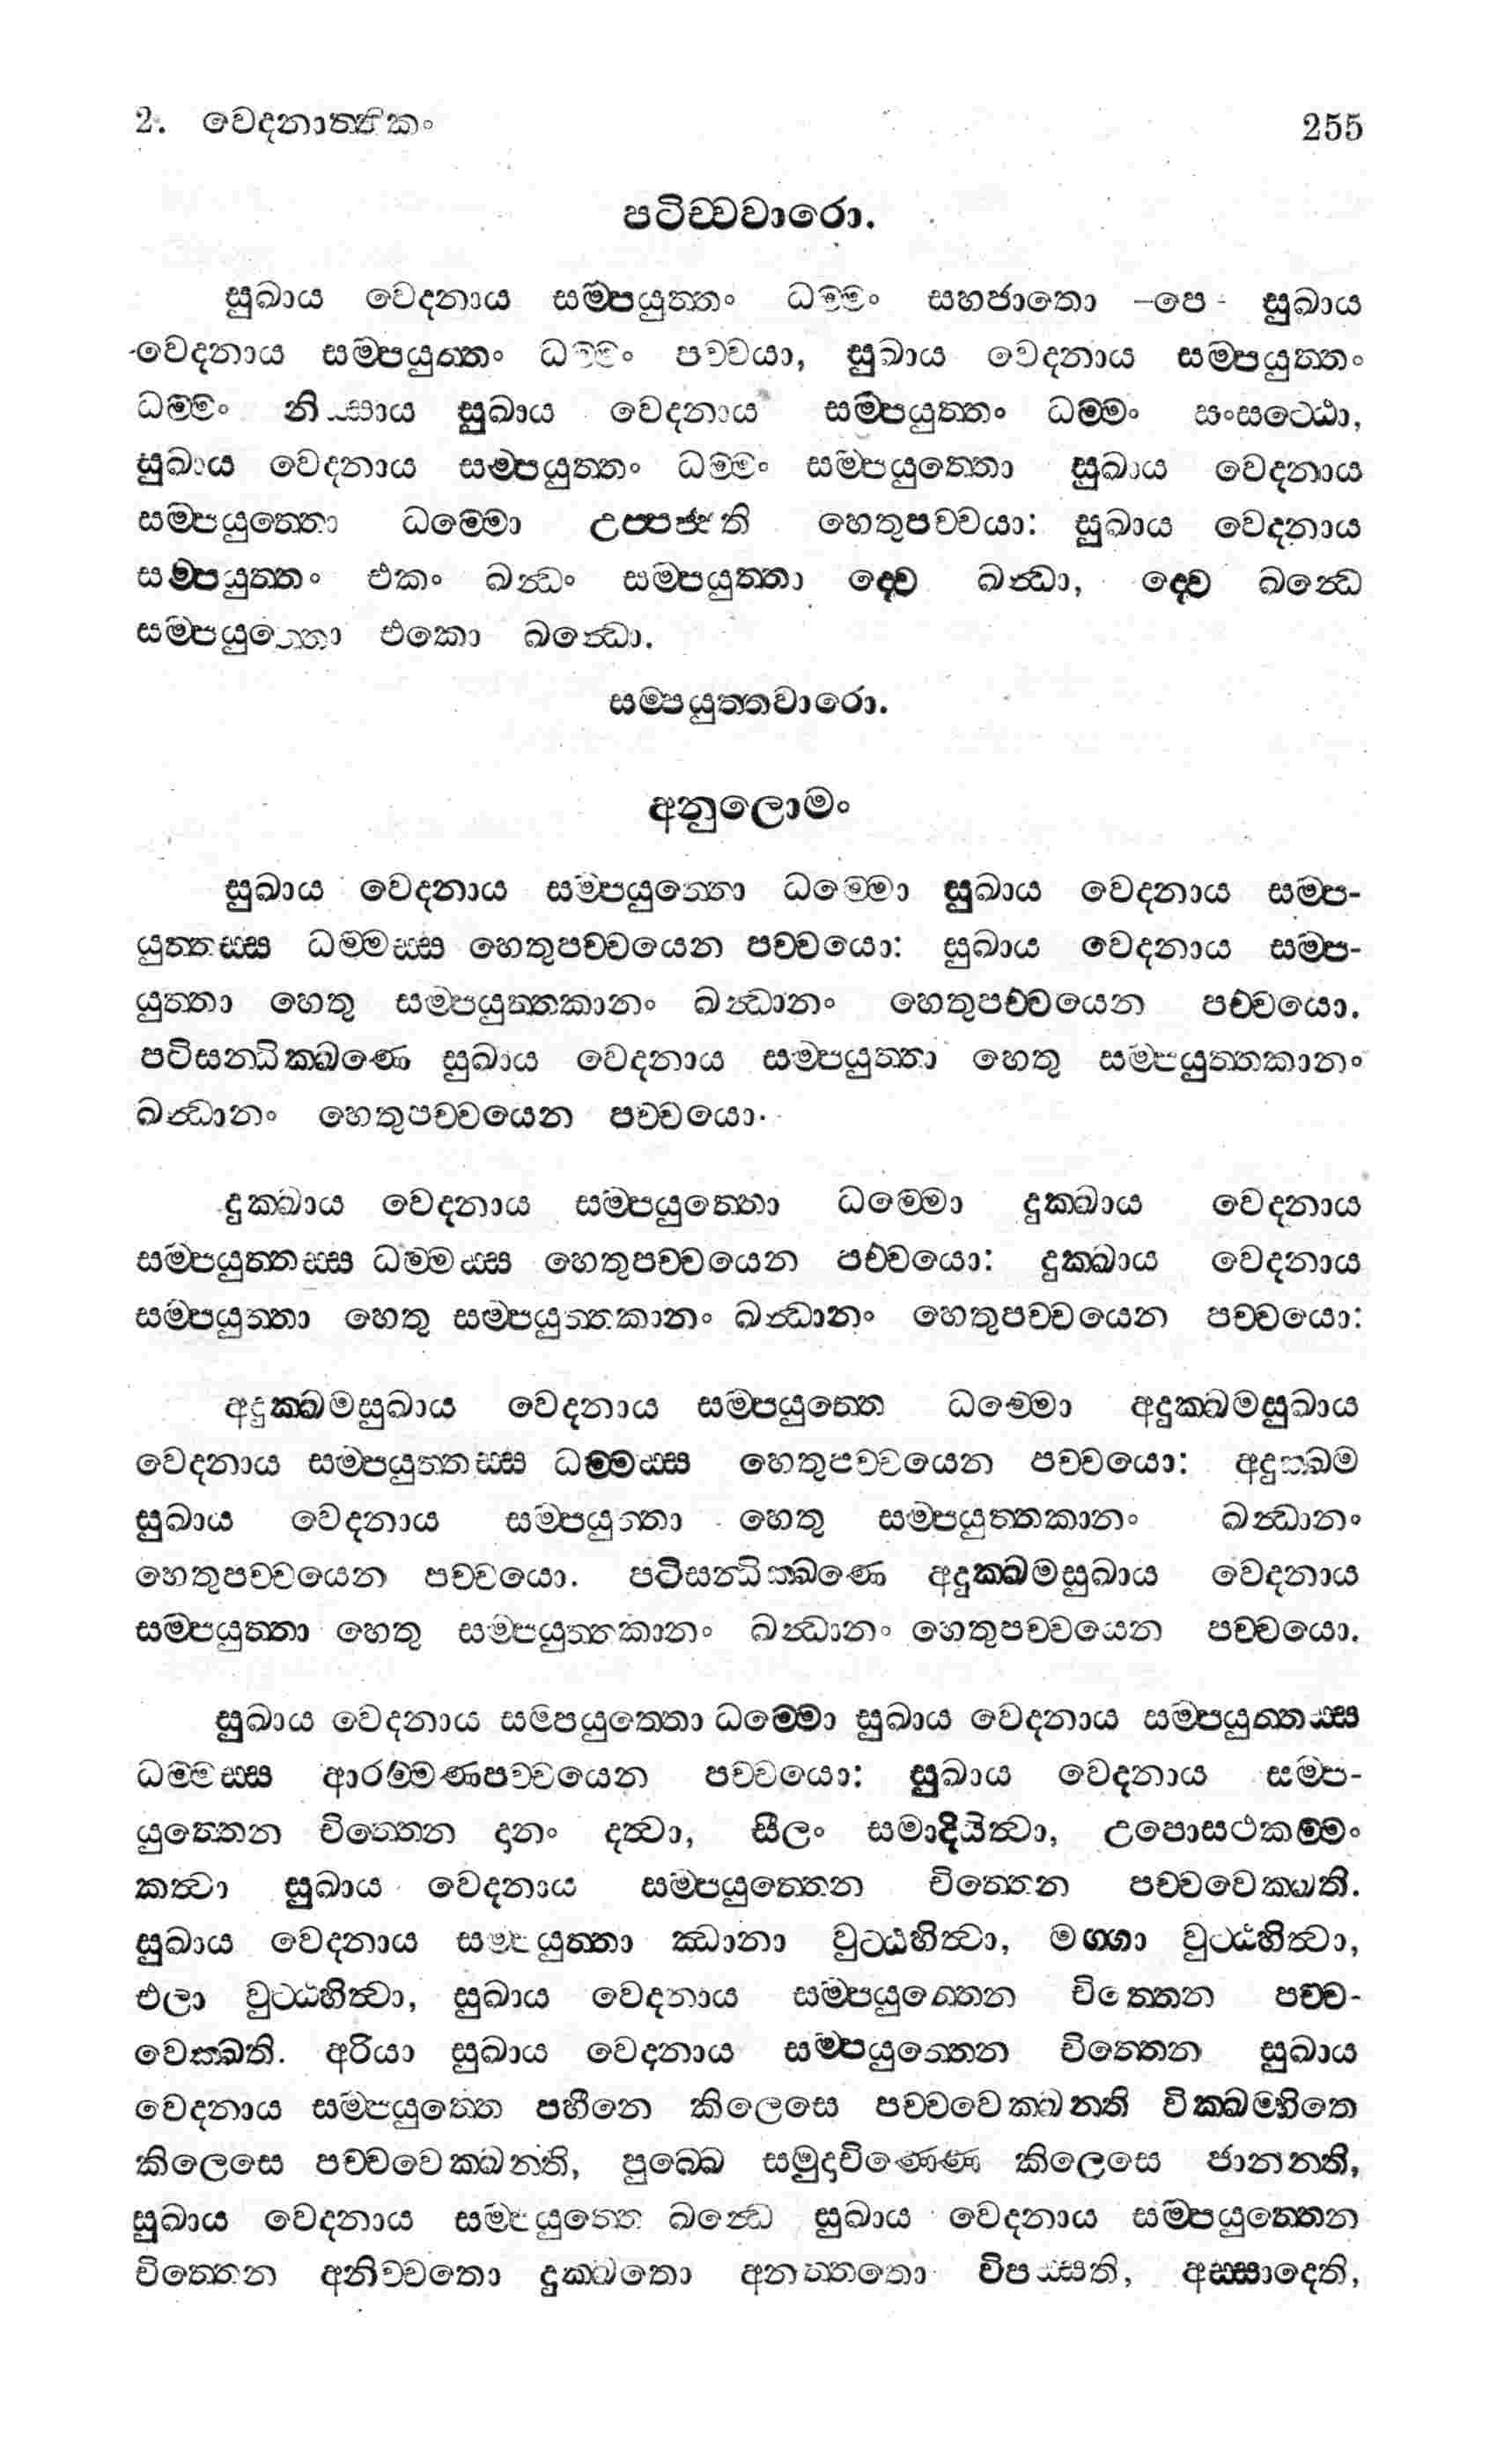 2. වෙදනාත්තිකං 255
පටිච්චවාරො.
සුඛාය වෙදනාය සම්පයුත්තං ධම්මං සහජාතො –පෙ– සුඛාය
වෙදනාය සම්පයුත්තං ධම්මං පච්චයා, සුඛාය වෙදනාය සම්පයුත්තං
ධම්මං නිස්සාය සුඛාය වෙදනාය සම්පයුත්තං ධම්මං සංසට්ඨො,
සුඛාය වෙදනාය සම්පයුත්තං ධම්මං සම්පයුත්තො සුඛාය වෙදනාය
සම්පයුත්තො ධම්මො උප්පජ්ජති හෙතුපච්චයා: සුඛාය වෙදනාය
සම්පයුත්තං එකං ඛන්ධං සම්පයුත්තා ද්වෙ ඛන්ධා, ද්වෙ ඛන්ධෙ
සම්පයුත්තො එකො ඛන්ධො.
සම්පයුත්තවාරො.
අනුලොමං
සුඛාය වෙදනාය සම්පයුත්තො ධම්මො සුඛාය වෙදනාය සම්ප-
යුත්තස්ස ධම්මස්ස හෙතුපච්චයෙන පච්චයො: සුඛාය වෙදනාය සම්ප-
යුත්තා හෙතු සම්පයුත්තකානං ඛන්ධානං හෙතුපච්චයෙන පච්චයො.
පටිසන්ධික්ඛණෙ සුඛාය වෙදනාය සම්පයුත්තා හෙතු සම්පයුත්තකානං
ඛන්ධානං හෙතුපච්චයෙන පච්චයො.
දුක්ඛාය වෙදනාය සම්පයුත්තො ධම්මො දුක්ඛාය වෙදනාය
සම්පයුත්තස්ස ධම්මස්ස හෙතුපච්චයෙන පච්චයො: දුක්ඛාය වෙදනාය
සම්පයුත්තා හෙතු සම්පයුත්තකානං ඛන්ධානං හෙතුපච්චයෙන පච්චයො:
අදුක්ඛමසුඛාය වෙදනාය සම්පයුත්තෙ ධම්මො අදුක්ඛමසුඛාය
වෙදනාය සම්පයුත්තස්ස ධම්මස්ස හෙතුපච්චයෙන පච්චයො: අදුක්ඛම
සුඛාය වෙදනාය සම්පයුත්තා හෙතු සම්පයුත්තකානං ඛන්ධානං
හෙතුපච්චයෙන පච්චයො. පටිසන්ධික්ඛණෙ අදුක්ඛමසුඛාය වෙදනාය
සම්පයුත්තා හෙතු සම්පයුත්තකානං ඛන්ධානං හෙතුපච්චයෙන පච්චයො.
සුඛාය වෙදනාය සම්පයුත්තො ධම්මො සුඛාය වෙදනාය සම්පයුත්තස්ස
ධම්මස්ස ආරම්මණපච්චයෙන පච්චයො: සුඛාය වෙදනාය සම්ප-
යුත්තෙන චිත්තෙන දානං දත්වා, සීලං සමාදියිත්වා, උපොසථකම්මං
කත්වා සුඛාය වෙදනාය සම්පයුත්තෙන චිත්තෙන පච්චවෙක්ඛති.
සුඛාය වෙදනාය සම්පයුත්තා ඣානා වුට්ඨහිත්වා, මග්ගා වුට්ඨහිත්වා,
ඵලා වුට්ඨහිත්වා, සුඛාය වෙදනාය සම්පයුත්තෙන චිත්තෙන පච්ච-
වෙක්ඛති. අරියා සුඛාය වෙදනාය සම්පයුත්තෙන චිත්තෙන සුඛාය
වෙදනාය සම්පයුත්තෙ පහීනෙ කිලෙසෙ පච්චවෙක්ඛන්ති වික්ඛම්භිතෙ
කිලෙසෙ පච්චවෙක්ඛන්ති, පුබ්බෙ සමුදාචිණ්ණෙ කිලෙසෙ ජානන්ති,
සුඛාය වෙදනාය සම්පයුත්තෙ ඛන්ධෙ සුඛාය වෙදනාය සම්පයුත්තෙන
චිත්තෙන අනිච්චතො දුක්ඛතො අනත්තතො විපස්සති, අස්සාදෙති,